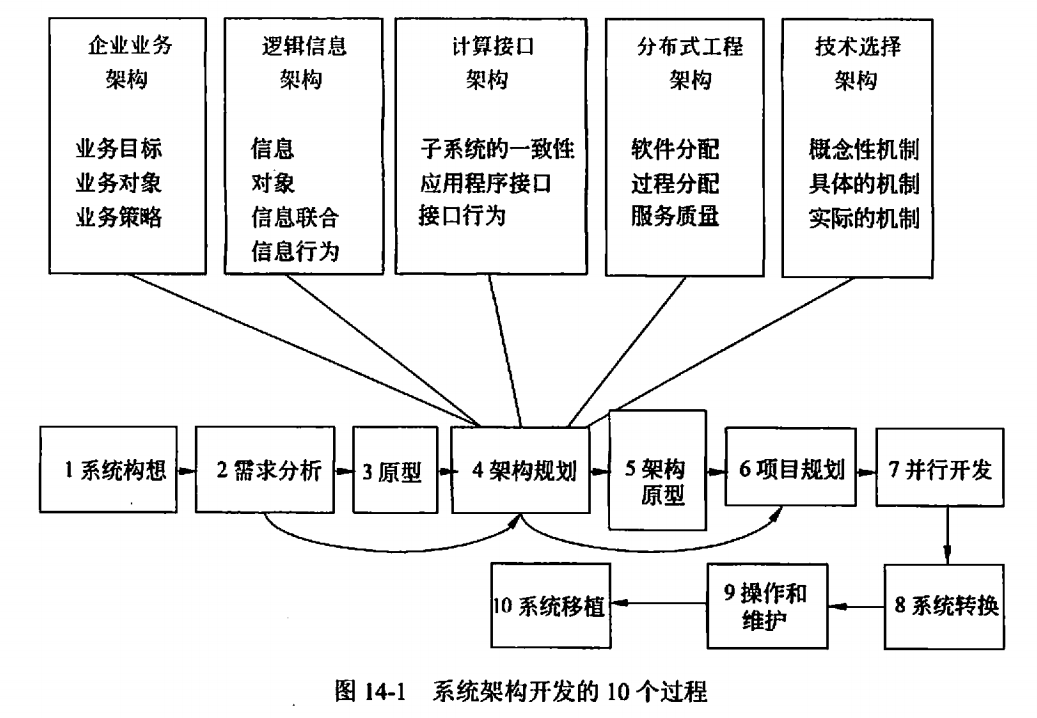 企业业务
架构
业务目标
业务对象
业务策略
逻辑信息
架构
信息
对象
信息联合
信息行为
计算接口
架构
子系统的一致性
应用程序接口
接口行为
分布式工程
架构
软件分配
过程分配
服务质量
技术选择
架构
概念性机制
具体的机制
实际的机制
1 系统构想
2 需求分析
3 原型
4 架构规划
5 架构
原型
6 项目规划
7 并行开发
8 系统转换
9 操作和
维护
10 系统移植
图 14-1 系统架构开发的 10 个过程